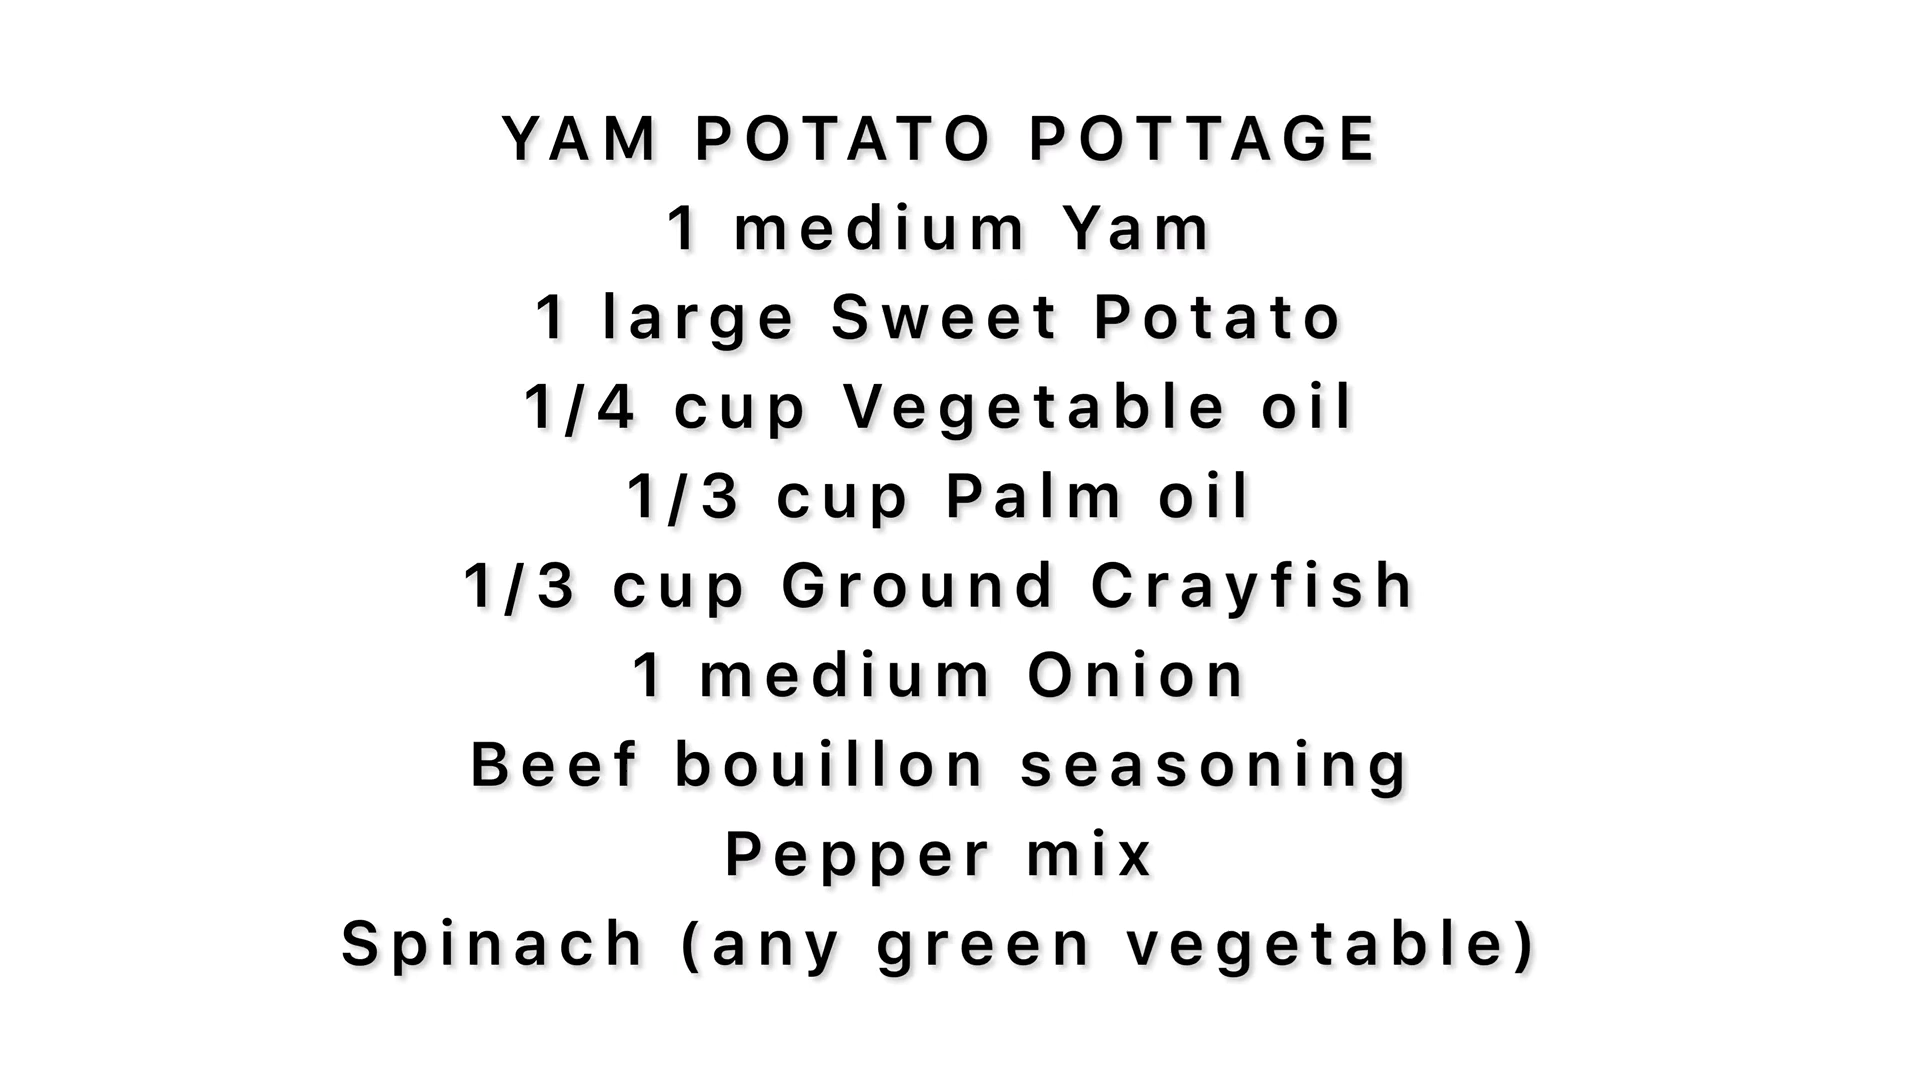 YAM POTATO POTTAGE
1 medium Yam
1 large Sweet Potato
1/4 cup Vegetable oil
1/3 cup Palm oil
1/3 cup Ground Crayfish
1 medium Onion
Beef bouillon seasoning
Pepper mix
Spinach (any green vegetable)